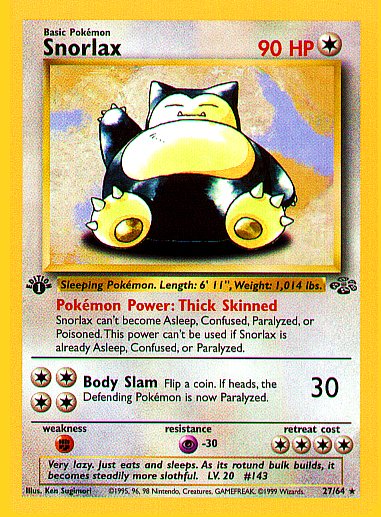 Basic Pokémon
Snorlax 90 HP
EDITION
1
Sleeping Pokémon. Length: 6' 11", Weight: 1,014 lbs.
Pokémon Power: Thick Skinned
Snorlax can't become Asleep, Confused, Paralyzed, or
Poisoned. This power can't be used if Snorlax is
already Asleep, Confused, or Paralyzed.
Body Slam Flip a coin. If heads, the 30
Defending Pokémon is now Paralyzed.
weakness resistance retreat cost
-30
Very lazy. Just eats and sleeps. As its rotund bulk builds, it
becomes steadily more slothful. LV. 20 #143
Illus. Ken Sugimori ©1995, 96, 98 Nintendo, Creatures, GAMEFREAK. ©1999 Wizards. 27/64 ★